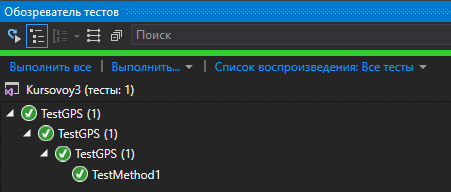 Обозреватель тестов
Поиск
Выполнить все | Выполнить... | Список воспроизведения: Все тесты
Kursovoy3 (тесты: 1)
TestGPS (1)
TestGPS (1)
TestGPS (1)
TestMethod1